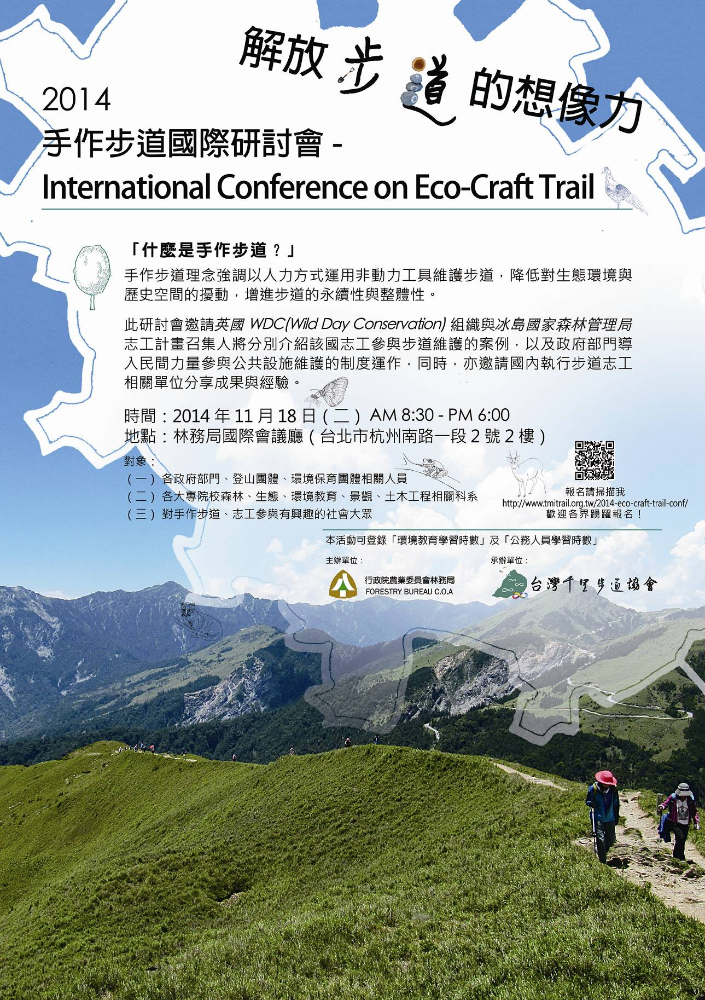 解放步道的想像力
2014
手作步道國際研討會 -
International Conference on Eco-Craft Trail
「什麼是手作步道？」
手作步道理念強調以人力方式運用非動力工具維護步道，降低對生態環境與
歷史空間的擾動，增進步道的永續性與整體性。
此研討會邀請英國 WDC(Wild Day Conservation) 組織與冰島國家森林管理局
志工計畫召集人將分別介紹該國志工參與步道維護的案例，以及政府部門導
入民間力量參與公共設施維護的制度運作，同時，亦邀請國內執行步道志工
相關單位分享成果與經驗。
時間：2014 年 11 月 18 日（二） AM 8:30 - PM 6:00
地點：林務局國際會議廳（台北市杭州南路一段 2 號 2 樓）
對象：
（一） 各政府部門、登山團體、環境保育團體相關人員
（二） 各大專院校森林、生態、環境教育、景觀、土木工程相關科系
（三） 對手作步道、志工參與有興趣的社會大眾
報名請掃描我
http://www.tmitrail.org.tw/2014-eco-craft-trail-conf/
歡迎各界踴躍報名！
本活動可登錄「環境教育學習時數」及「公務人員學習時數」
主辦單位：
行政院農業委員會林務局
FORESTRY BUREAU C.O.A
承辦單位：
台灣千里步道協會